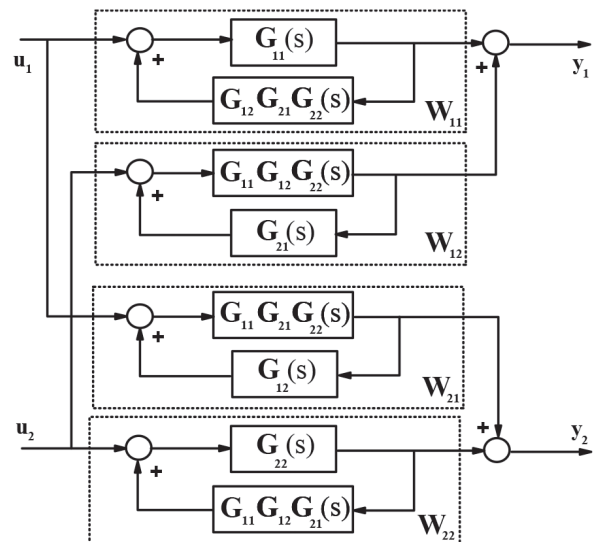 G₁₁(s)
u₁ + + y₁
G₁₂G₂₁G₂₂(s)
W₁₁
G₁₁G₁₂G₂₂(s)
+
G₂₁(s)
W₁₂
G₁₁G₂₁G₂₂(s)
+
G₁₂(s)
W₂₁
u₂ + y₂
G₂₂(s)
+
G₁₁G₁₂G₂₁(s)
W₂₂